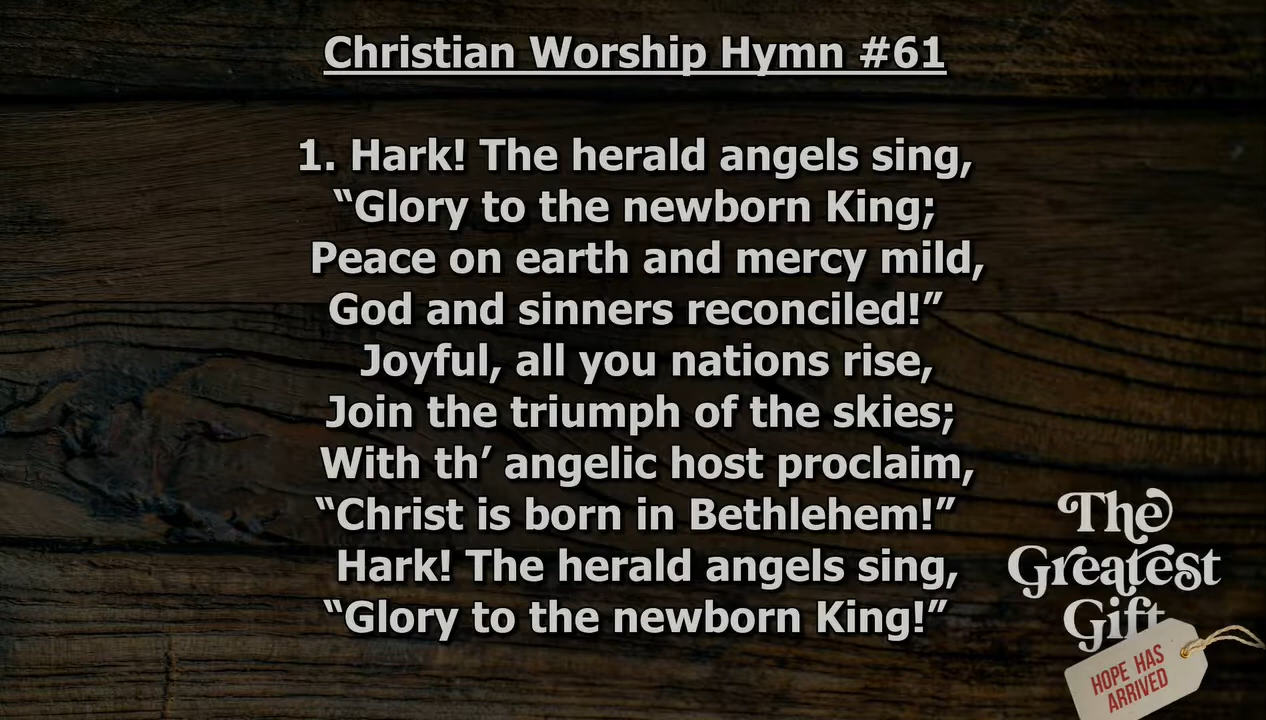 Christian Worship Hymn #61
1. Hark! The herald angels sing,
“Glory to the newborn King;
Peace on earth and mercy mild,
God and sinners reconciled!”
Joyful, all you nations rise,
Join the triumph of the skies;
With th’ angelic host proclaim,
“Christ is born in Bethlehem!”
Hark! The herald angels sing,
“Glory to the newborn King!”
The
Greatest
Gift
HOPE HAS
ARRIVED